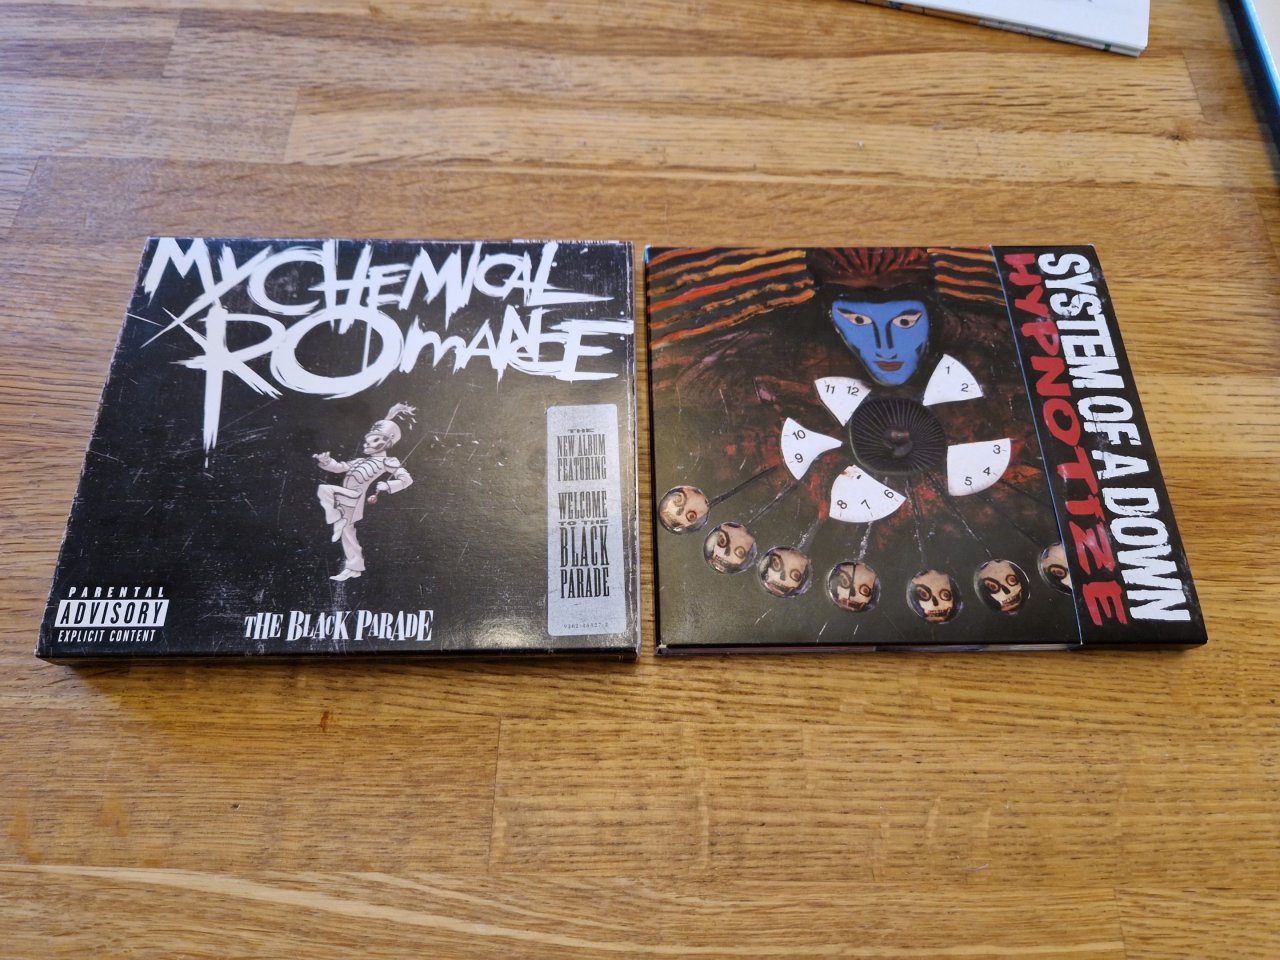 MY CHEMICAL
ROMANCE
THE
NEW ALBUM
FEATURING
WELCOME
TO THE
BLACK
PARADE
PARENTAL
ADVISORY
EXPLICIT CONTENT
THE BLACK PARADE
SYSTEM OF A DOWN
HYPNOTIZE
11 12
1
2
10
9
3
4
5
8 7 6